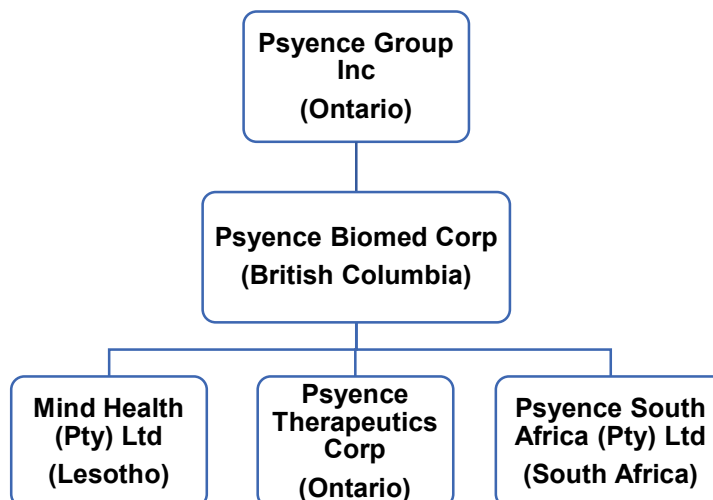 Psyence Group
Inc
(Ontario)
Psyence Biomed Corp
(British Columbia)
Mind Health
(Pty) Ltd
(Lesotho)
Psyence
Therapeutics
Corp
(Ontario)
Psyence South
Africa (Pty) Ltd
(South Africa)